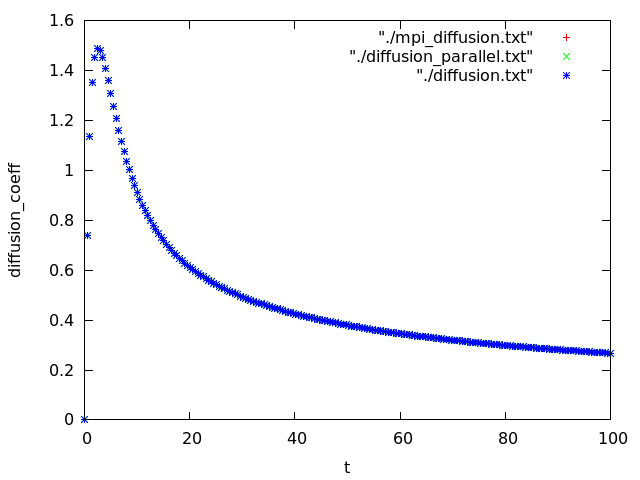 "./mpi_diffusion.txt"
"./diffusion_parallel.txt"
"./diffusion.txt"
1.6
1.4
1.2
1
0.8
0.6
0.4
0.2
0
diffusion_coeff
0 20 40 60 80 100
t